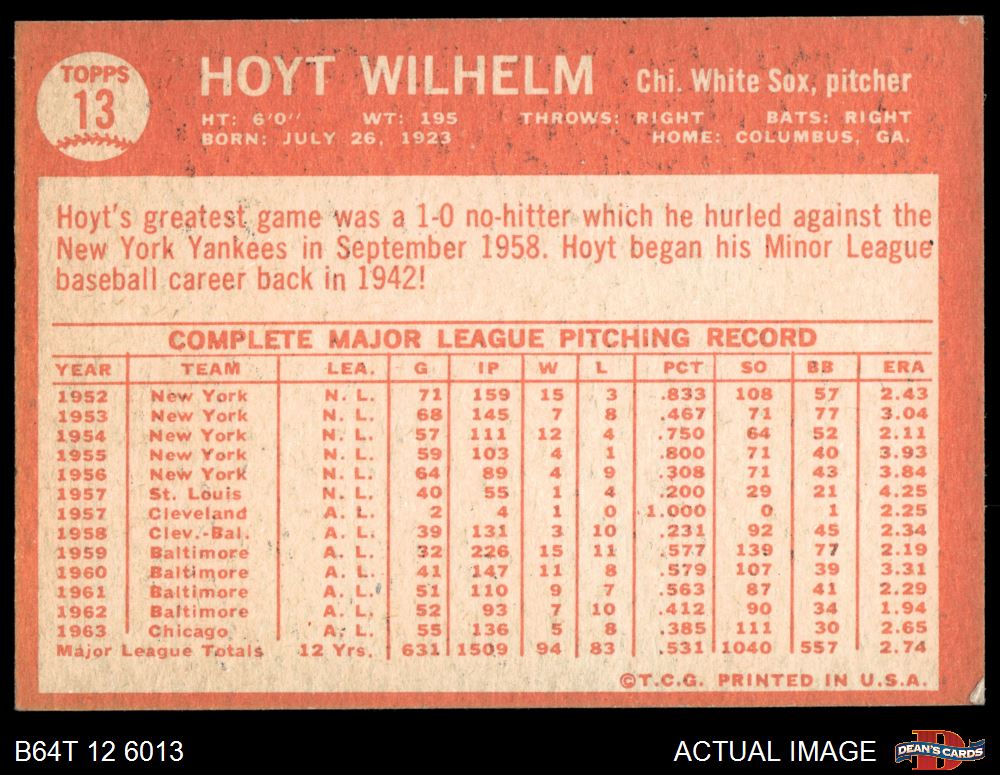 TOPPS
13
HOYT WILHELM Chi. White Sox, pitcher
HT: 6'0" WT: 195 THROWS: RIGHT BATS: RIGHT
BORN: JULY 26, 1923 HOME: COLUMBUS, GA.
Hoyt's greatest game was a 1-0 no-hitter which he hurled against the
New York Yankees in September 1958. Hoyt began his Minor League
baseball career back in 1942!
COMPLETE MAJOR LEAGUE PITCHING RECORD
YEAR TEAM LEA. G IP W L PCT SO BB ERA
1952 New York N. L. 71 159 15 3 .833 108 57 2.43
1953 New York N. L. 68 145 7 8 .467 71 77 3.04
1954 New York N. L. 57 111 12 4 .750 64 52 2.11
1955 New York N. L. 59 103 4 1 .800 71 40 3.93
1956 New York N. L. 64 89 4 9 .308 71 43 3.84
1957 St. Louis N. L. 40 55 1 4 .200 29 21 4.25
1957 Cleveland A. L. 2 4 1 0 1.000 0 1 2.25
1958 Clev.-Bal. A. L. 39 131 3 10 .231 92 45 2.34
1959 Baltimore A. L. 32 226 15 11 .577 139 77 2.19
1960 Baltimore A. L. 41 147 11 8 .579 107 39 3.31
1961 Baltimore A. L. 51 110 9 7 .563 87 41 2.29
1962 Baltimore A. L. 52 93 7 10 .412 90 34 1.94
1963 Chicago A. L. 55 136 5 8 .385 111 30 2.65
Major League Totals 12 Yrs. 631 1509 94 83 .531 1040 557 2.74
©T.C.G. PRINTED IN U.S.A.
B64T 12 6013 ACTUAL IMAGE
D
DEAN'S CARDS